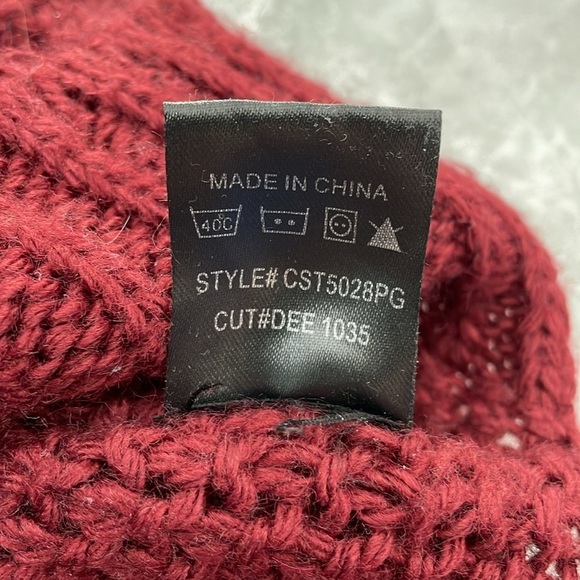 MADE IN CHINA
40C
STYLE# CST5028PG
CUT#DEE 1035